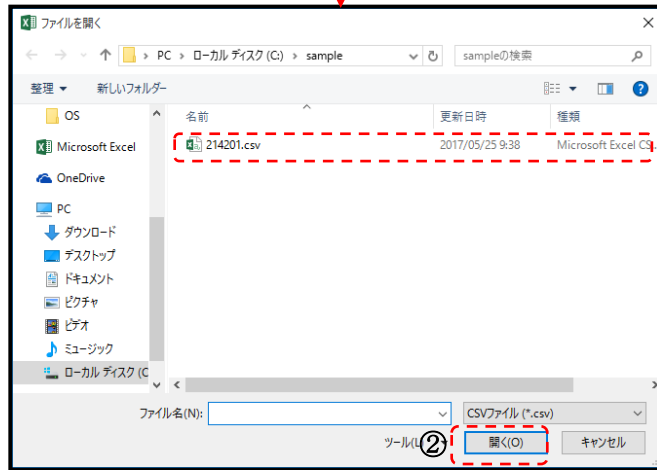 ファイルを開く
PC › ローカル ディスク (C:) › sample
sampleの検索
整理 新しいフォルダー
OS
Microsoft Excel
OneDrive
PC
ダウンロード
デスクトップ
ドキュメント
ピクチャ
ビデオ
ミュージック
ローカル ディスク (C
名前 更新日時 種類
214201.csv 2017/05/25 9:38 Microsoft Excel CS
ファイル名(N): CSVファイル (*.csv)
ツール(L) ② 開く(O) キャンセル